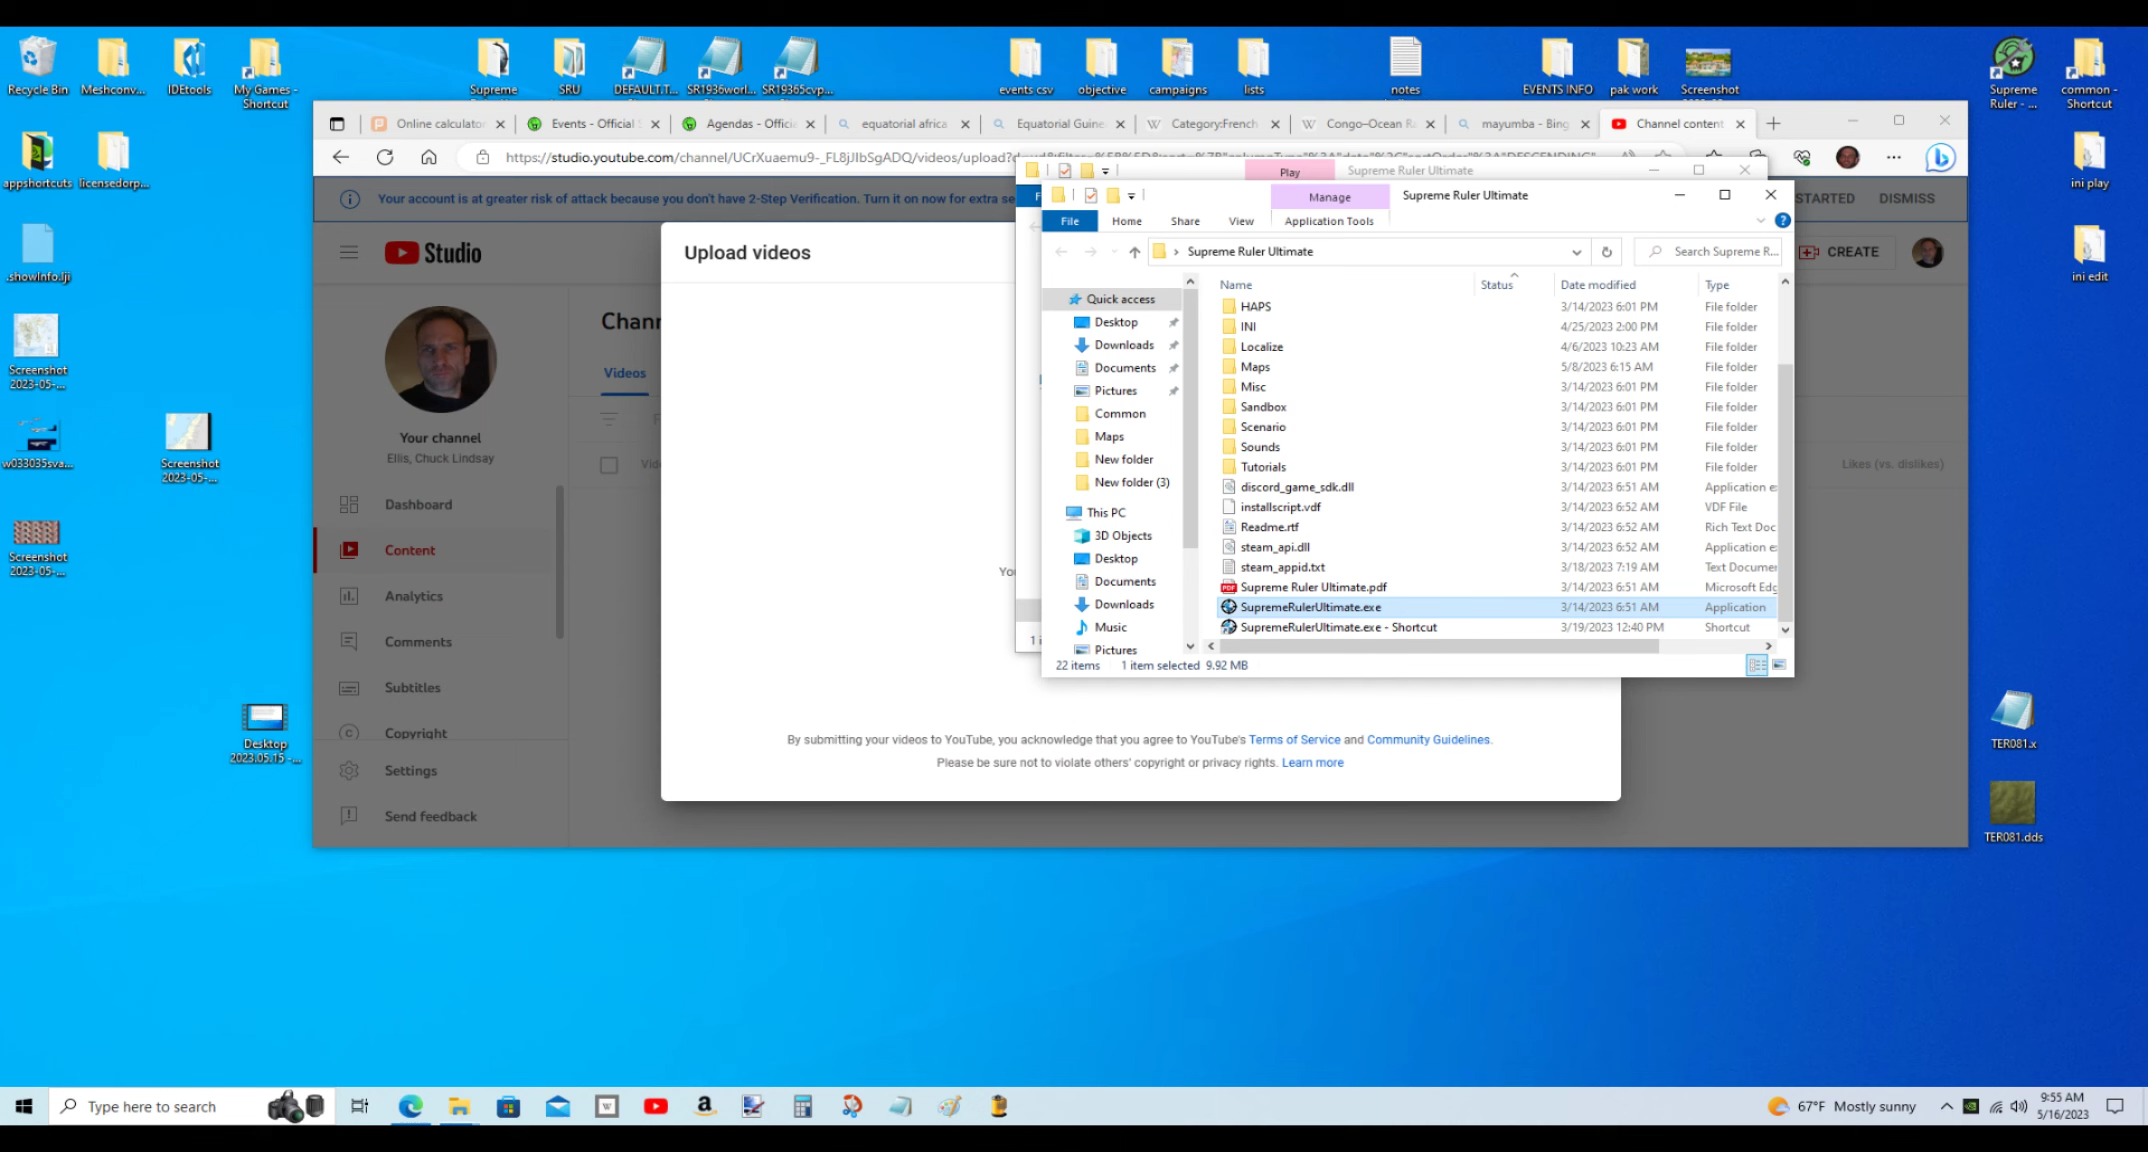 Recycle Bin
Meshconv...
IDEtools
My Games - Shortcut
Supreme
SRU
DEFAULT.T...
SR1936worl...
SR19365cvp...
events csv
objective
campaigns
lists
notes
EVENTS INFO
pak work
Screenshot
Supreme Ruler - ...
common - Shortcut
appshortcuts
licensedorp...
ini play
.showInfo.lji
ini edit
Screenshot 2023-05-...
w033035sva...
Screenshot 2023-05-...
Screenshot 2023-05-...
Desktop 2023.05.15 -...
TER081.x
TER081.dds
Online calculator
Events - Official S
Agendas - Offici
equatorial africa
Equatorial Guine
Category:French
Congo–Ocean Ra
mayumba - Bing
Channel content
Your account is at greater risk of attack because you don't have 2-Step Verification. Turn it on now for extra se
STARTED
DISMISS
Studio
CREATE
Your channel
Ellis, Chuck Lindsay
Dashboard
Content
Analytics
Comments
Subtitles
Copyright
Settings
Send feedback
Chann
Videos
Likes (vs. dislikes)
Upload videos
By submitting your videos to YouTube, you acknowledge that you agree to YouTube's Terms of Service and Community Guidelines.
Please be sure not to violate others' copyright or privacy rights. Learn more
Play
Supreme Ruler Ultimate
Manage
Supreme Ruler Ultimate
File
Home
Share
View
Application Tools
Supreme Ruler Ultimate
Search Supreme R...
Quick access
Desktop
Downloads
Documents
Pictures
Common
Maps
New folder
New folder (3)
This PC
3D Objects
Desktop
Documents
Downloads
Music
Pictures
Name Status Date modified Type
HAPS 3/14/2023 6:01 PM File folder
INI 4/25/2023 2:00 PM File folder
Localize 4/6/2023 10:23 AM File folder
Maps 5/8/2023 6:15 AM File folder
Misc 3/14/2023 6:01 PM File folder
Sandbox 3/14/2023 6:01 PM File folder
Scenario 3/14/2023 6:01 PM File folder
Sounds 3/14/2023 6:01 PM File folder
Tutorials 3/14/2023 6:01 PM File folder
discord_game_sdk.dll 3/14/2023 6:51 AM Application e
installscript.vdf 3/14/2023 6:52 AM VDF File
Readme.rtf 3/14/2023 6:52 AM Rich Text Doc
steam_api.dll 3/14/2023 6:52 AM Application e
steam_appid.txt 3/18/2023 7:19 AM Text Docume
Supreme Ruler Ultimate.pdf 3/14/2023 6:51 AM Microsoft Edg
SupremeRulerUltimate.exe 3/14/2023 6:51 AM Application
SupremeRulerUltimate.exe - Shortcut 3/19/2023 12:40 PM Shortcut
22 items 1 item selected 9.92 MB
Type here to search
67°F Mostly sunny
9:55 AM
5/16/2023